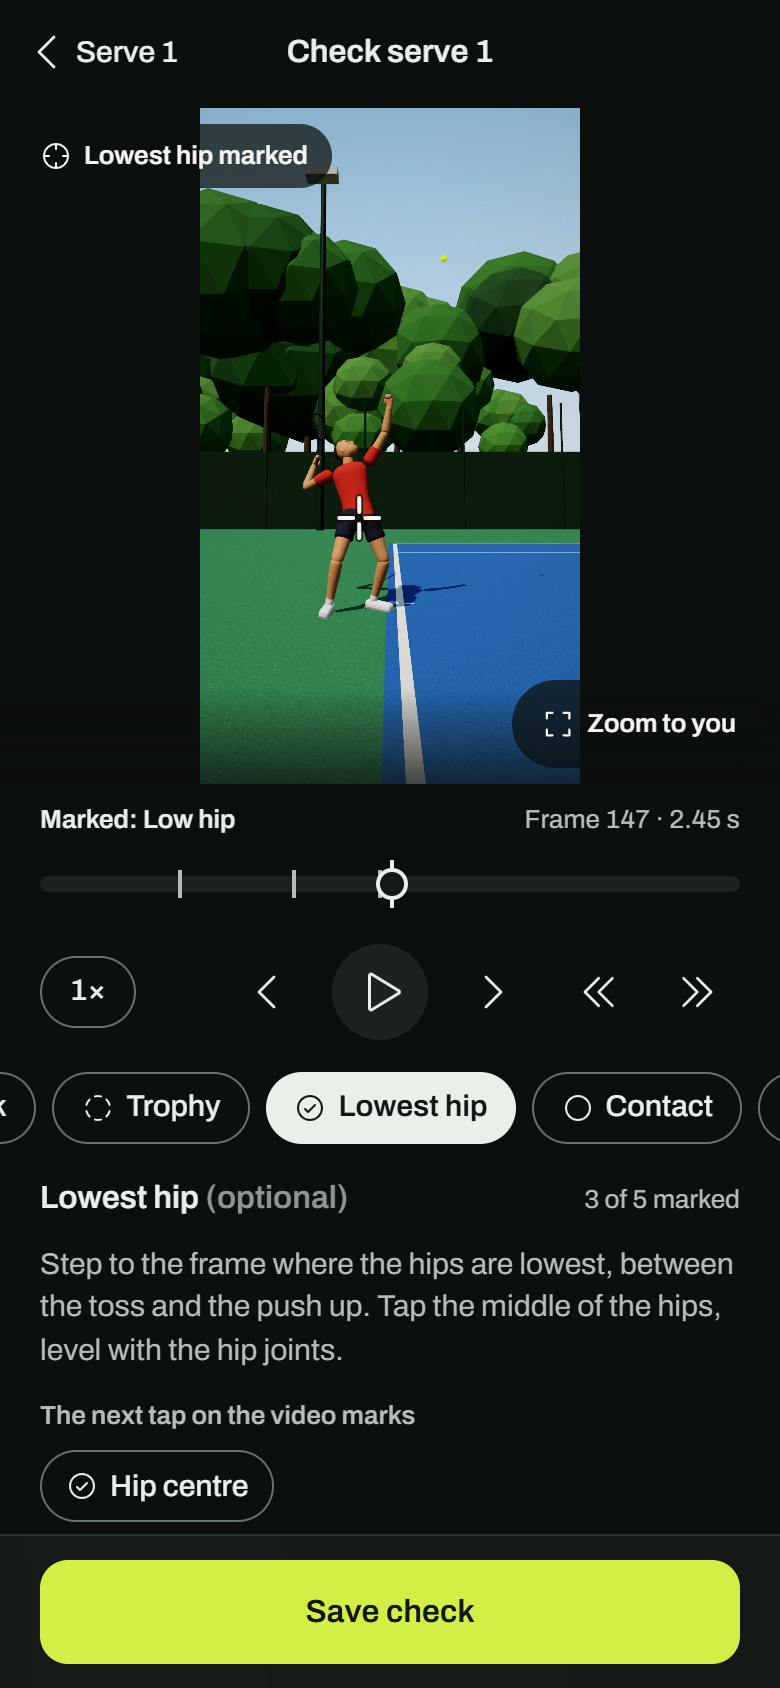 Serve 1
Check serve 1
Lowest hip marked
Zoom to you
Marked: Low hip
Frame 147 · 2.45 s
1×
Trophy
Lowest hip
Contact
Lowest hip (optional)
3 of 5 marked
Step to the frame where the hips are lowest, between
the toss and the push up. Tap the middle of the hips,
level with the hip joints.
The next tap on the video marks
Hip centre
Save check